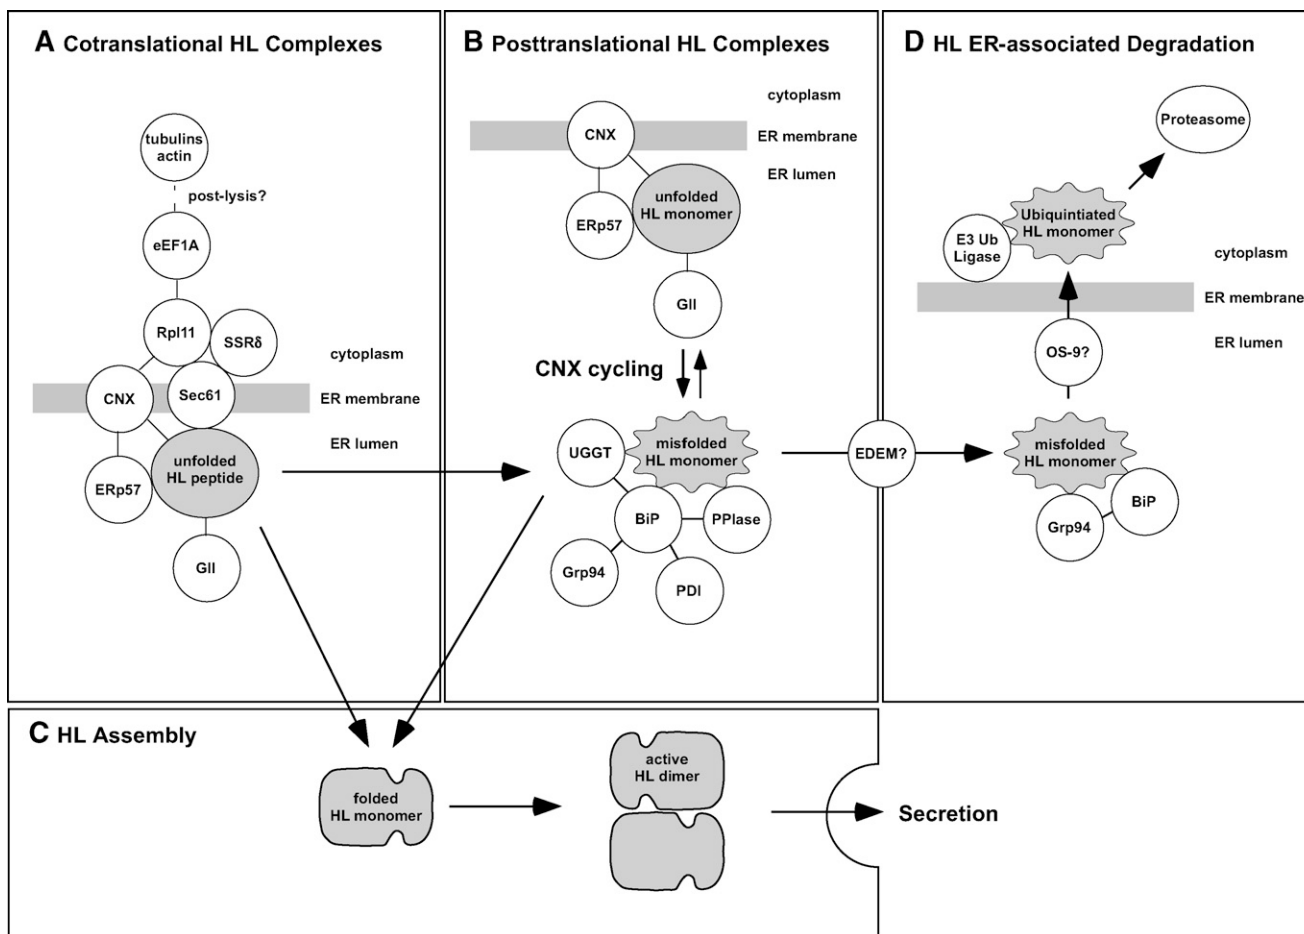 A Cotranslational HL Complexes
tubulins
actin
post-lysis?
eEF1A
Rpl11
SSRδ
cytoplasm
CNX
Sec61
ER membrane
ER lumen
unfolded
HL peptide
ERp57
GII
B Posttranslational HL Complexes
cytoplasm
CNX
ER membrane
ER lumen
unfolded
HL monomer
ERp57
GII
CNX cycling
UGGT
misfolded
HL monomer
BiP
PPIase
Grp94
PDI
EDEM?
D HL ER-associated Degradation
Proteasome
Ubiquintiated
HL monomer
E3 Ub
Ligase
cytoplasm
ER membrane
ER lumen
OS-9?
misfolded
HL monomer
BiP
Grp94
C HL Assembly
folded
HL monomer
active
HL dimer
Secretion